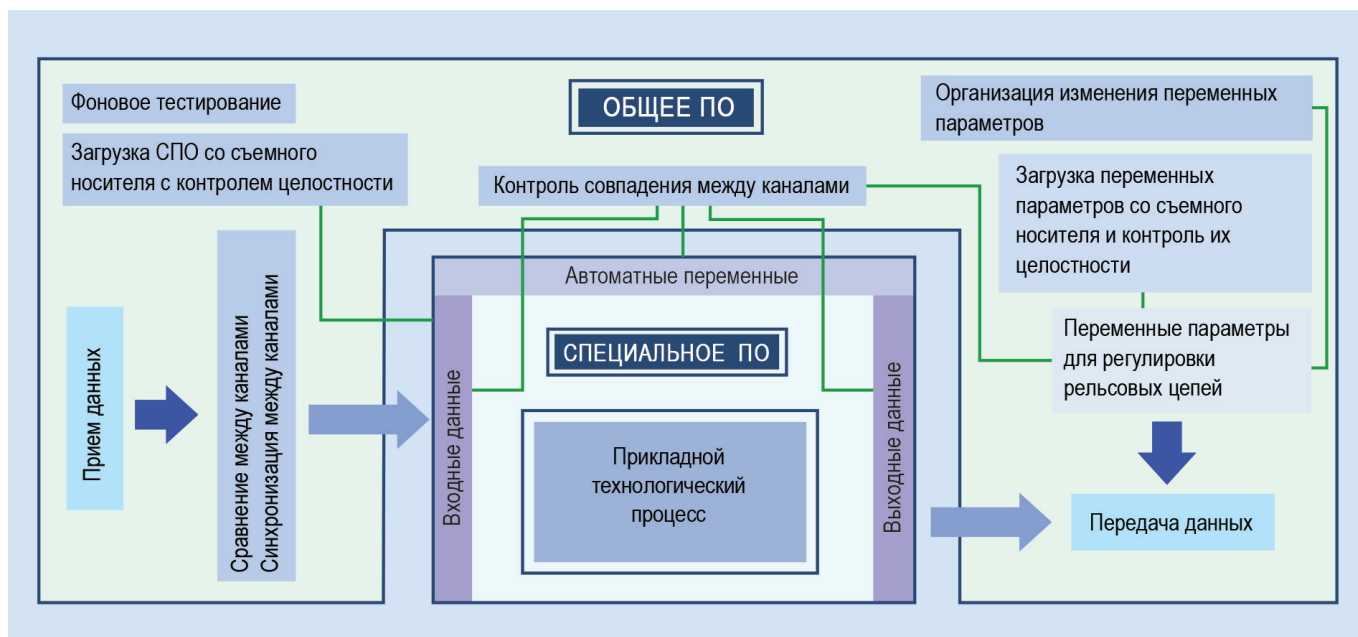 Фоновое тестирование
Загрузка СПО со съемного
носителя с контролем целостности
ОБЩЕЕ ПО
Организация изменения переменных
параметров
Контроль совпадения между каналами
Загрузка переменных
параметров со съемного
носителя и контроль их
целостности
Прием данных
Сравнение между каналами
Синхронизация между каналами
Автоматные переменные
Входные данные
СПЕЦИАЛЬНОЕ ПО
Прикладной
технологический
процесс
Выходные данные
Переменные параметры
для регулировки
рельсовых цепей
Передача данных